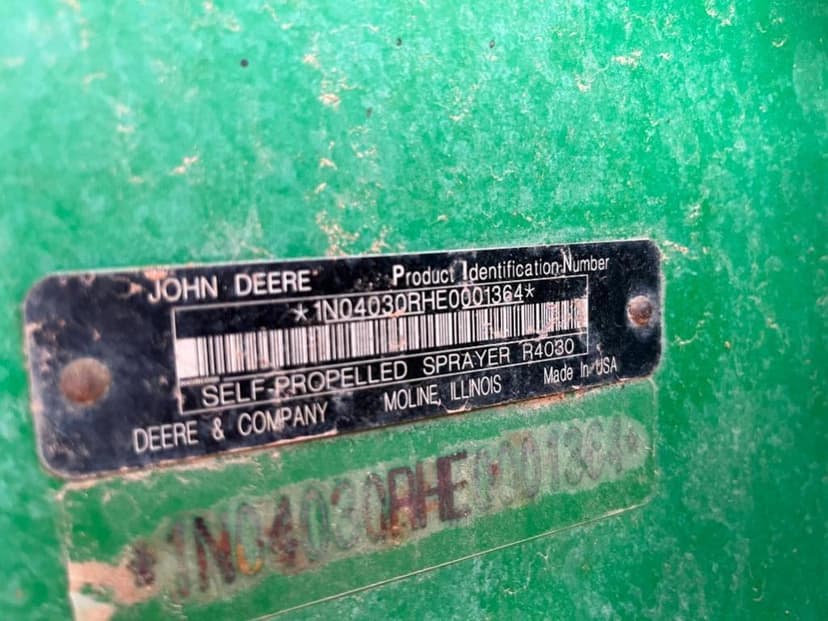 JOHN DEERE Product Identification Number
*1N04030RHE0001364*
SELF-PROPELLED SPRAYER R4030
DEERE & COMPANY MOLINE, ILLINOIS Made In USA
*1N04030RHE0001364*